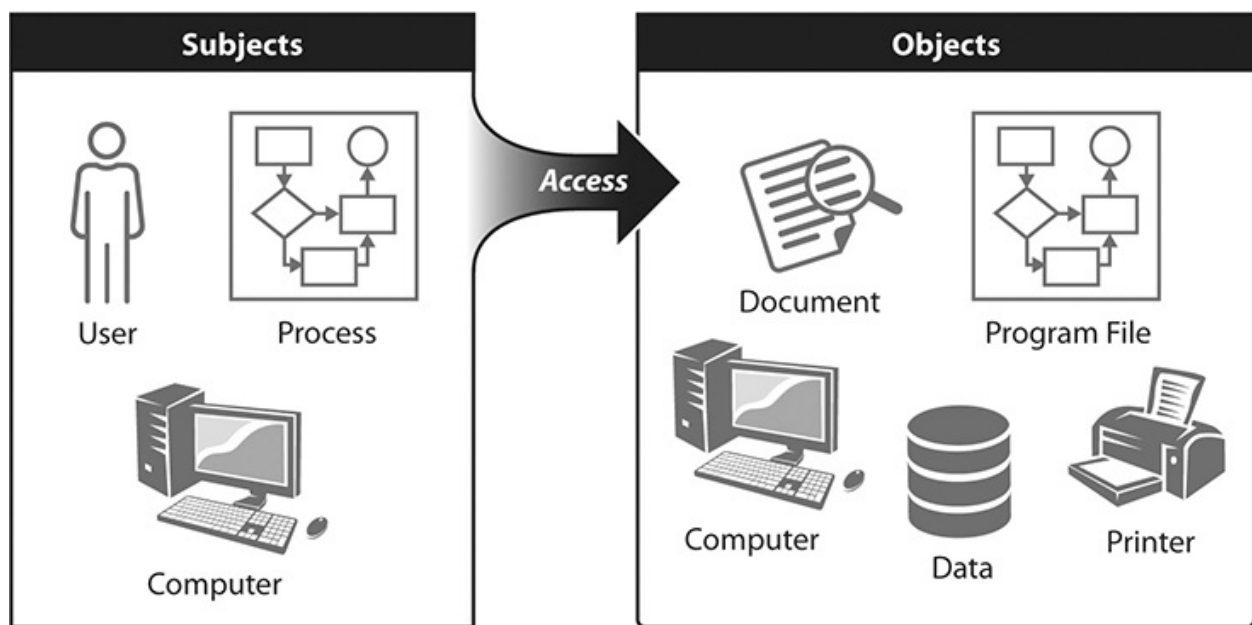 Subjects
Objects
Access
User
Process
Computer
Document
Program File
Computer
Data
Printer